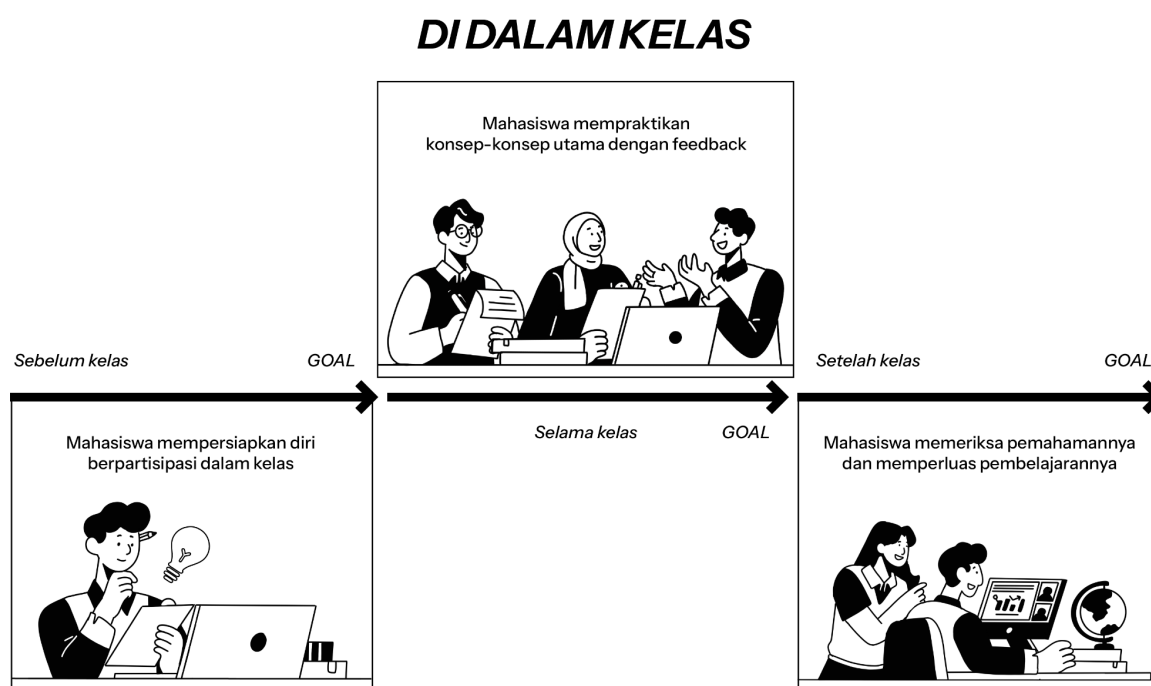 DI DALAM KELAS
Mahasiswa mempraktikan
konsep-konsep utama dengan feedback
Sebelum kelas
GOAL
Mahasiswa mempersiapkan diri
berpartisipasi dalam kelas
Selama kelas
GOAL
Setelah kelas
GOAL
Mahasiswa memeriksa pemahamannya
dan memperluas pembelajarannya